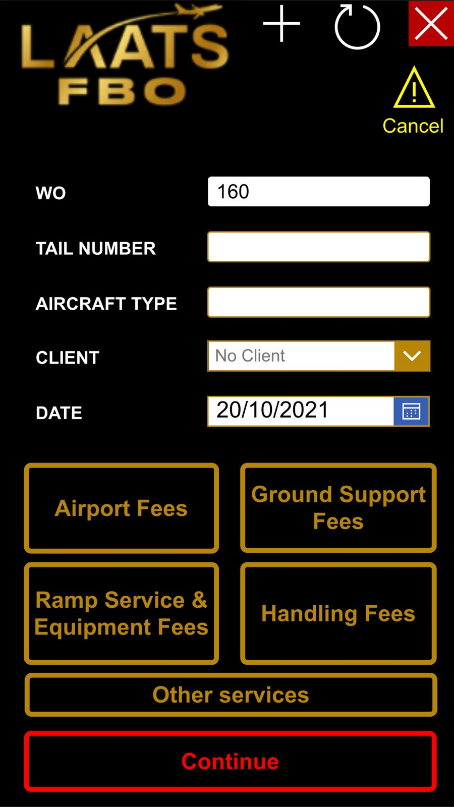 LAATS
FBO
Cancel
WO
160
TAIL NUMBER
AIRCRAFT TYPE
CLIENT
No Client
DATE
20/10/2021
Airport Fees
Ground Support
Fees
Ramp Service &
Equipment Fees
Handling Fees
Other services
Continue